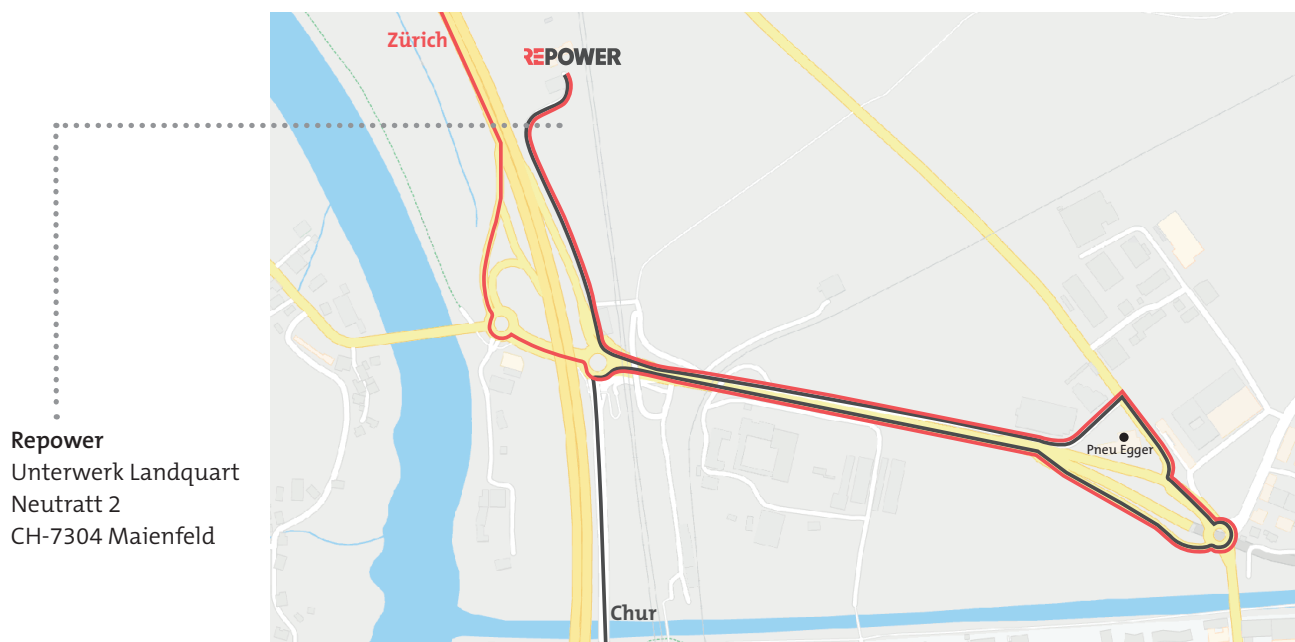 Zürich
REPOWER
Pneu Egger
Repower
Unterwerk Landquart
Neutratt 2
CH-7304 Maienfeld
Chur